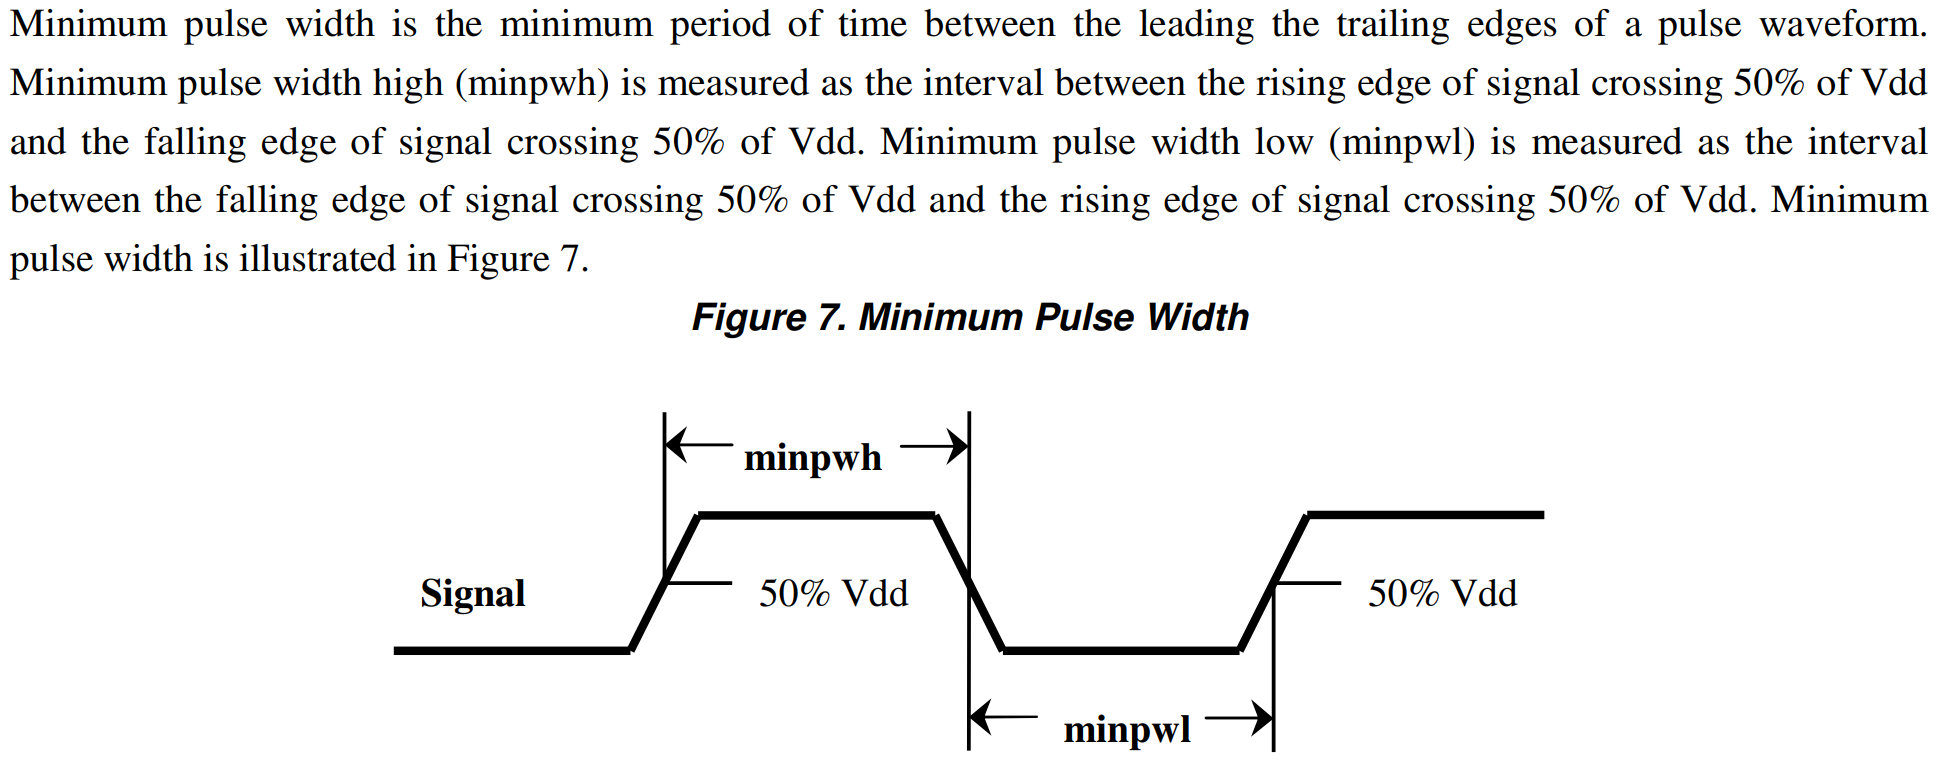 Minimum pulse width is the minimum period of time between the leading the trailing edges of a pulse waveform.
Minimum pulse width high (minpwh) is measured as the interval between the rising edge of signal crossing 50% of Vdd
and the falling edge of signal crossing 50% of Vdd. Minimum pulse width low (minpwl) is measured as the interval
between the falling edge of signal crossing 50% of Vdd and the rising edge of signal crossing 50% of Vdd. Minimum
pulse width is illustrated in Figure 7.
Figure 7. Minimum Pulse Width
minpwh
Signal
50% Vdd
50% Vdd
minpwl